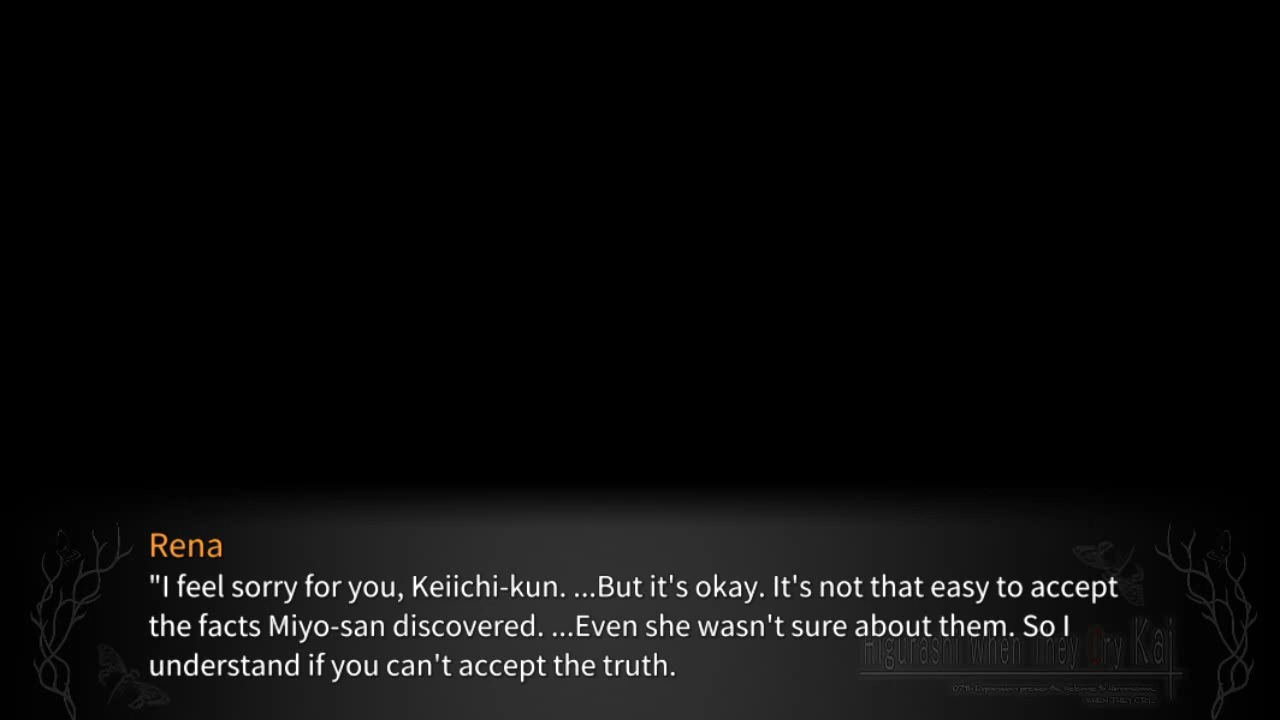 Rena
"I feel sorry for you, Keiichi-kun. ...But it's okay. It's not that easy to accept
the facts Miyo-san discovered. ...Even she wasn't sure about them. So I
understand if you can't accept the truth.
Higurashi When They Cry Kai